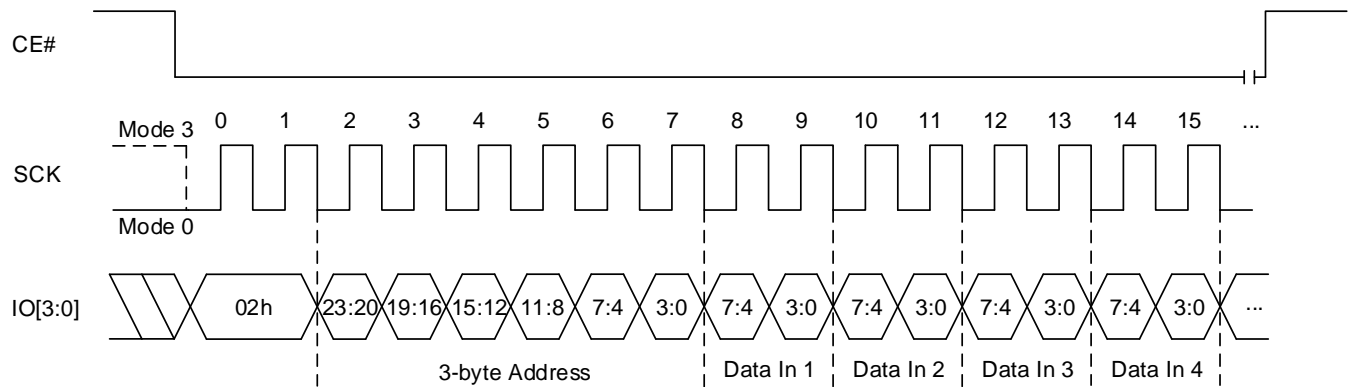 CE#
Mode 3 0 1 2 3 4 5 6 7 8 9 10 11 12 13 14 15 ...
SCK
Mode 0
IO[3:0] 02h 23:20 19:16 15:12 11:8 7:4 3:0 7:4 3:0 7:4 3:0 7:4 3:0 7:4 3:0 ...
3-byte Address Data In 1 Data In 2 Data In 3 Data In 4